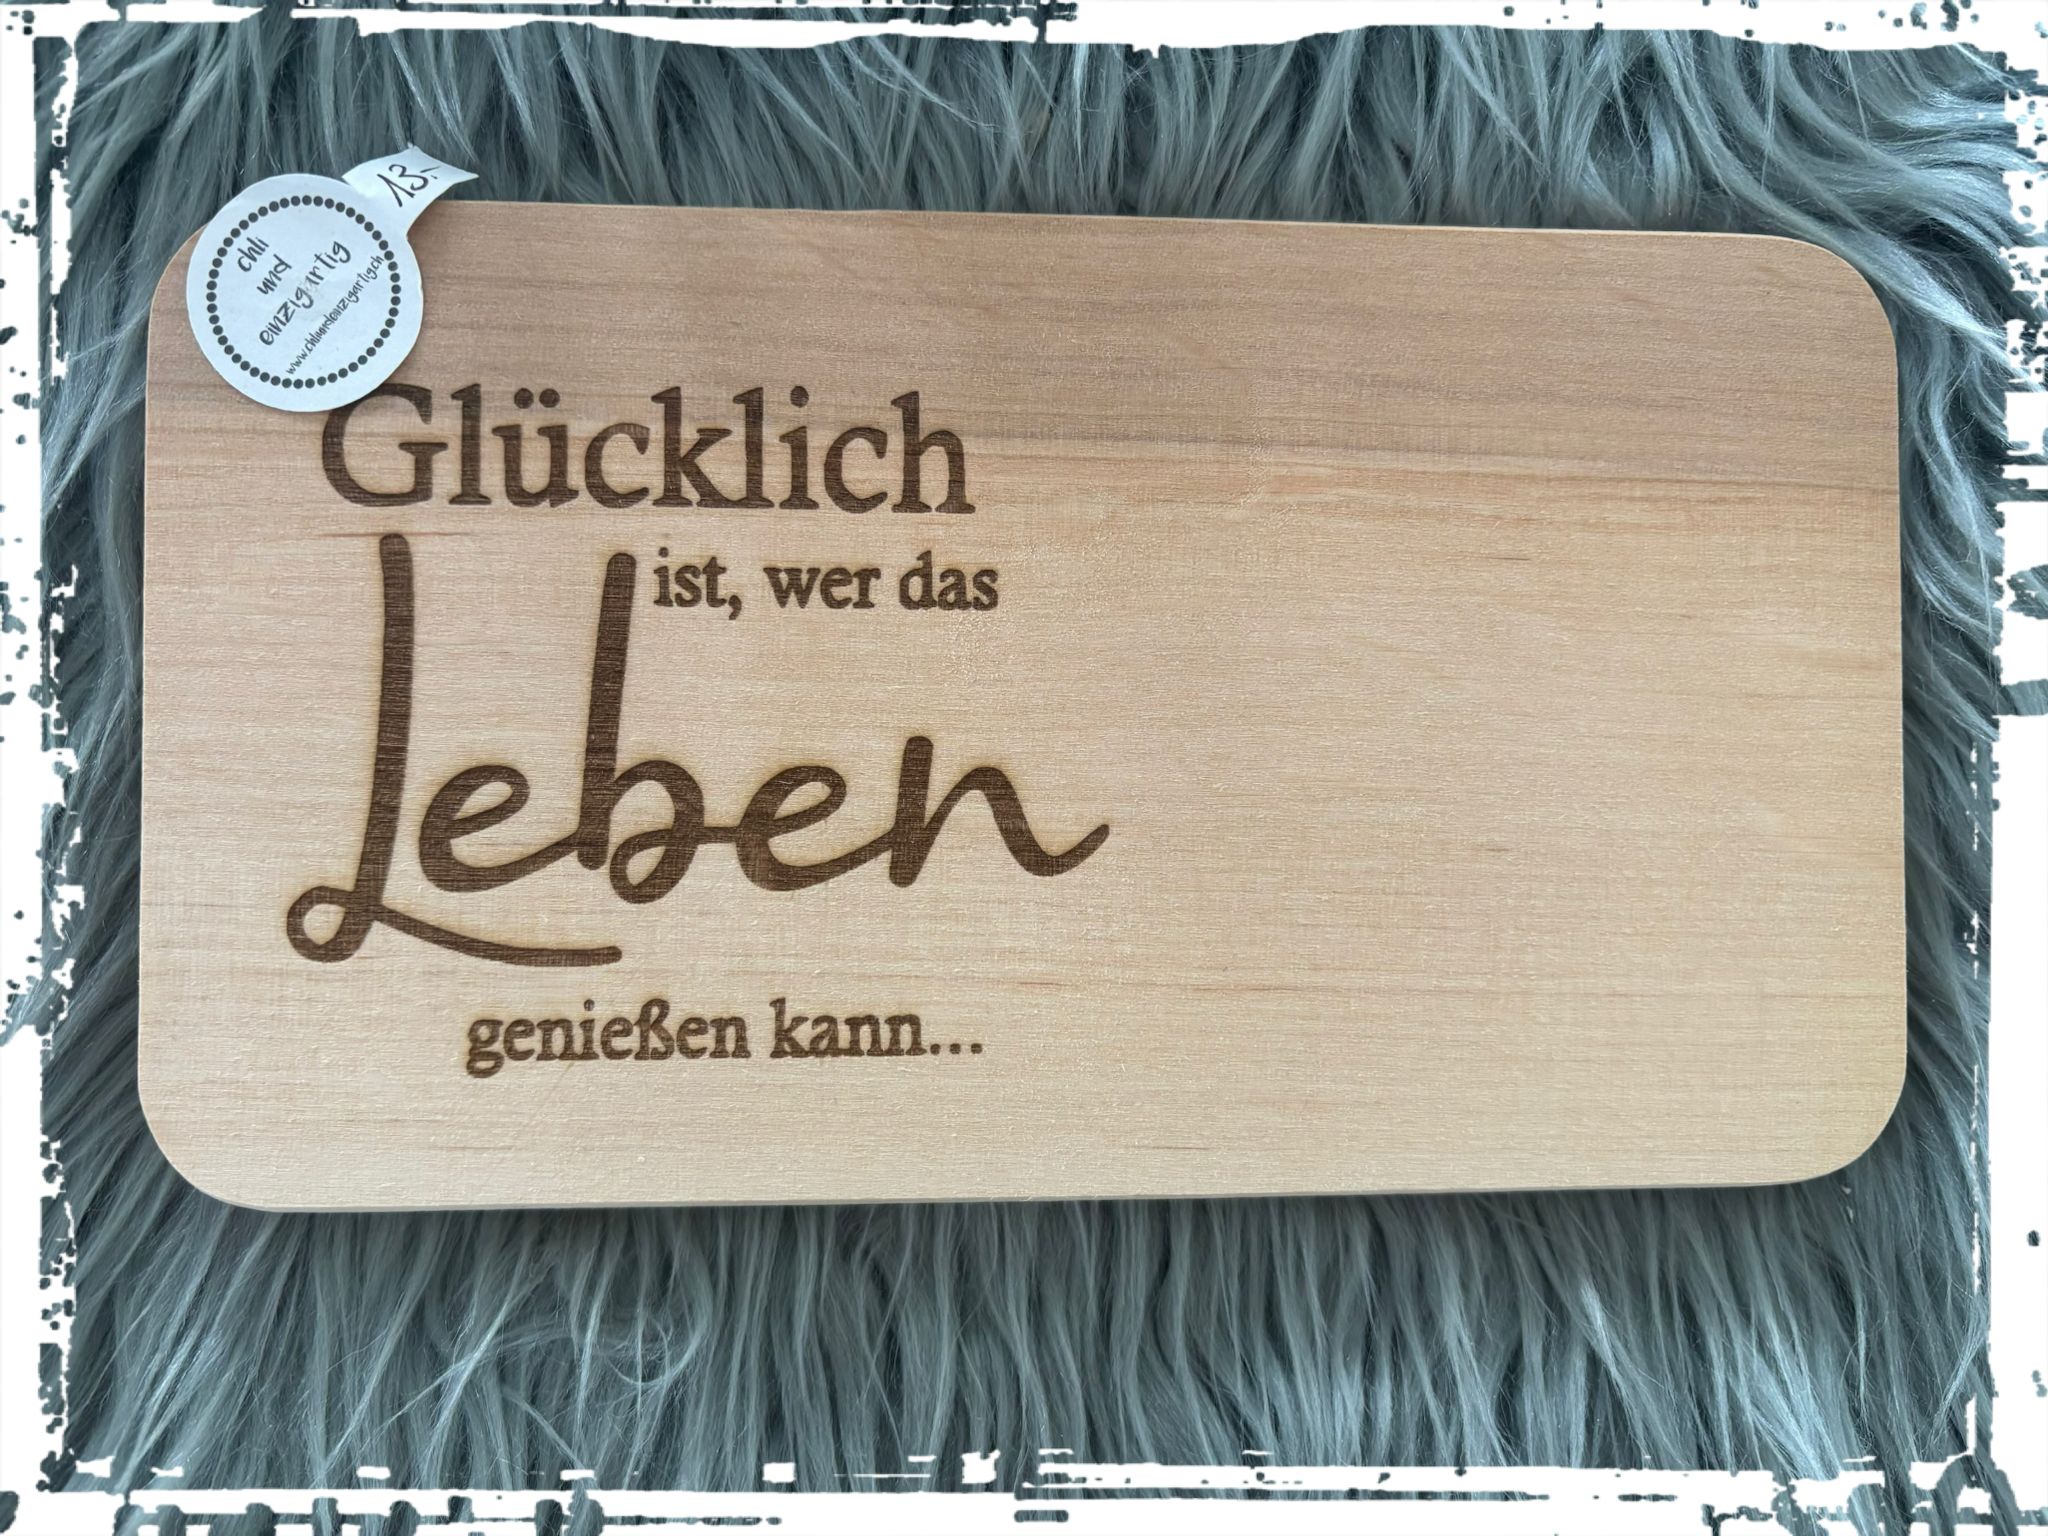 13.-
chli
und
einzigartig
www.chliundeinzigartig.ch
Glücklich
ist, wer das
Leben
genießen kann...